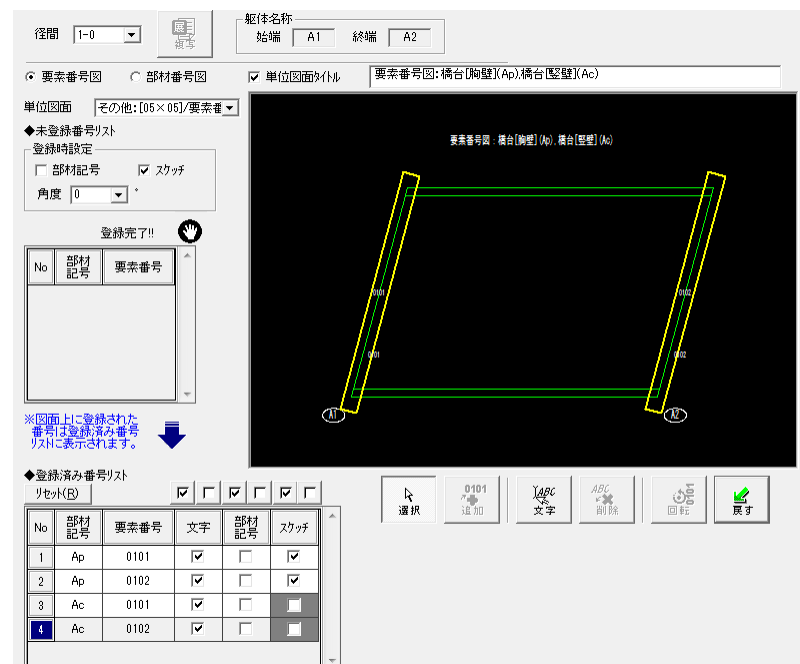 径間 1-0
複写
躯体名称
始端 A1 終端 A2
要素番号図 部材番号図 単位図面タイトル 要素番号図:橋台[胸壁](Ap),橋台[竪壁](Ac)
単位図面 その他:[05×05]/要素番
◆未登録番号リスト
登録時設定
部材記号 スケッチ
角度 0 °
登録完了!!
No 部材記号 要素番号
※図面上に登録された
番号は登録済み番号
リストに表示されます。
要素番号図:橋台[胸壁](Ap),橋台[竪壁](Ac)
0101 0102
0101 0102
A1 A2
◆登録済み番号リスト
リセット(R)
No 部材記号 要素番号 文字 部材記号 スケッチ
1 Ap 0101
2 Ap 0102
3 Ac 0101
4 Ac 0102
選択
0101
追加
ABC
文字
ABC
削除
0101
回転
戻す